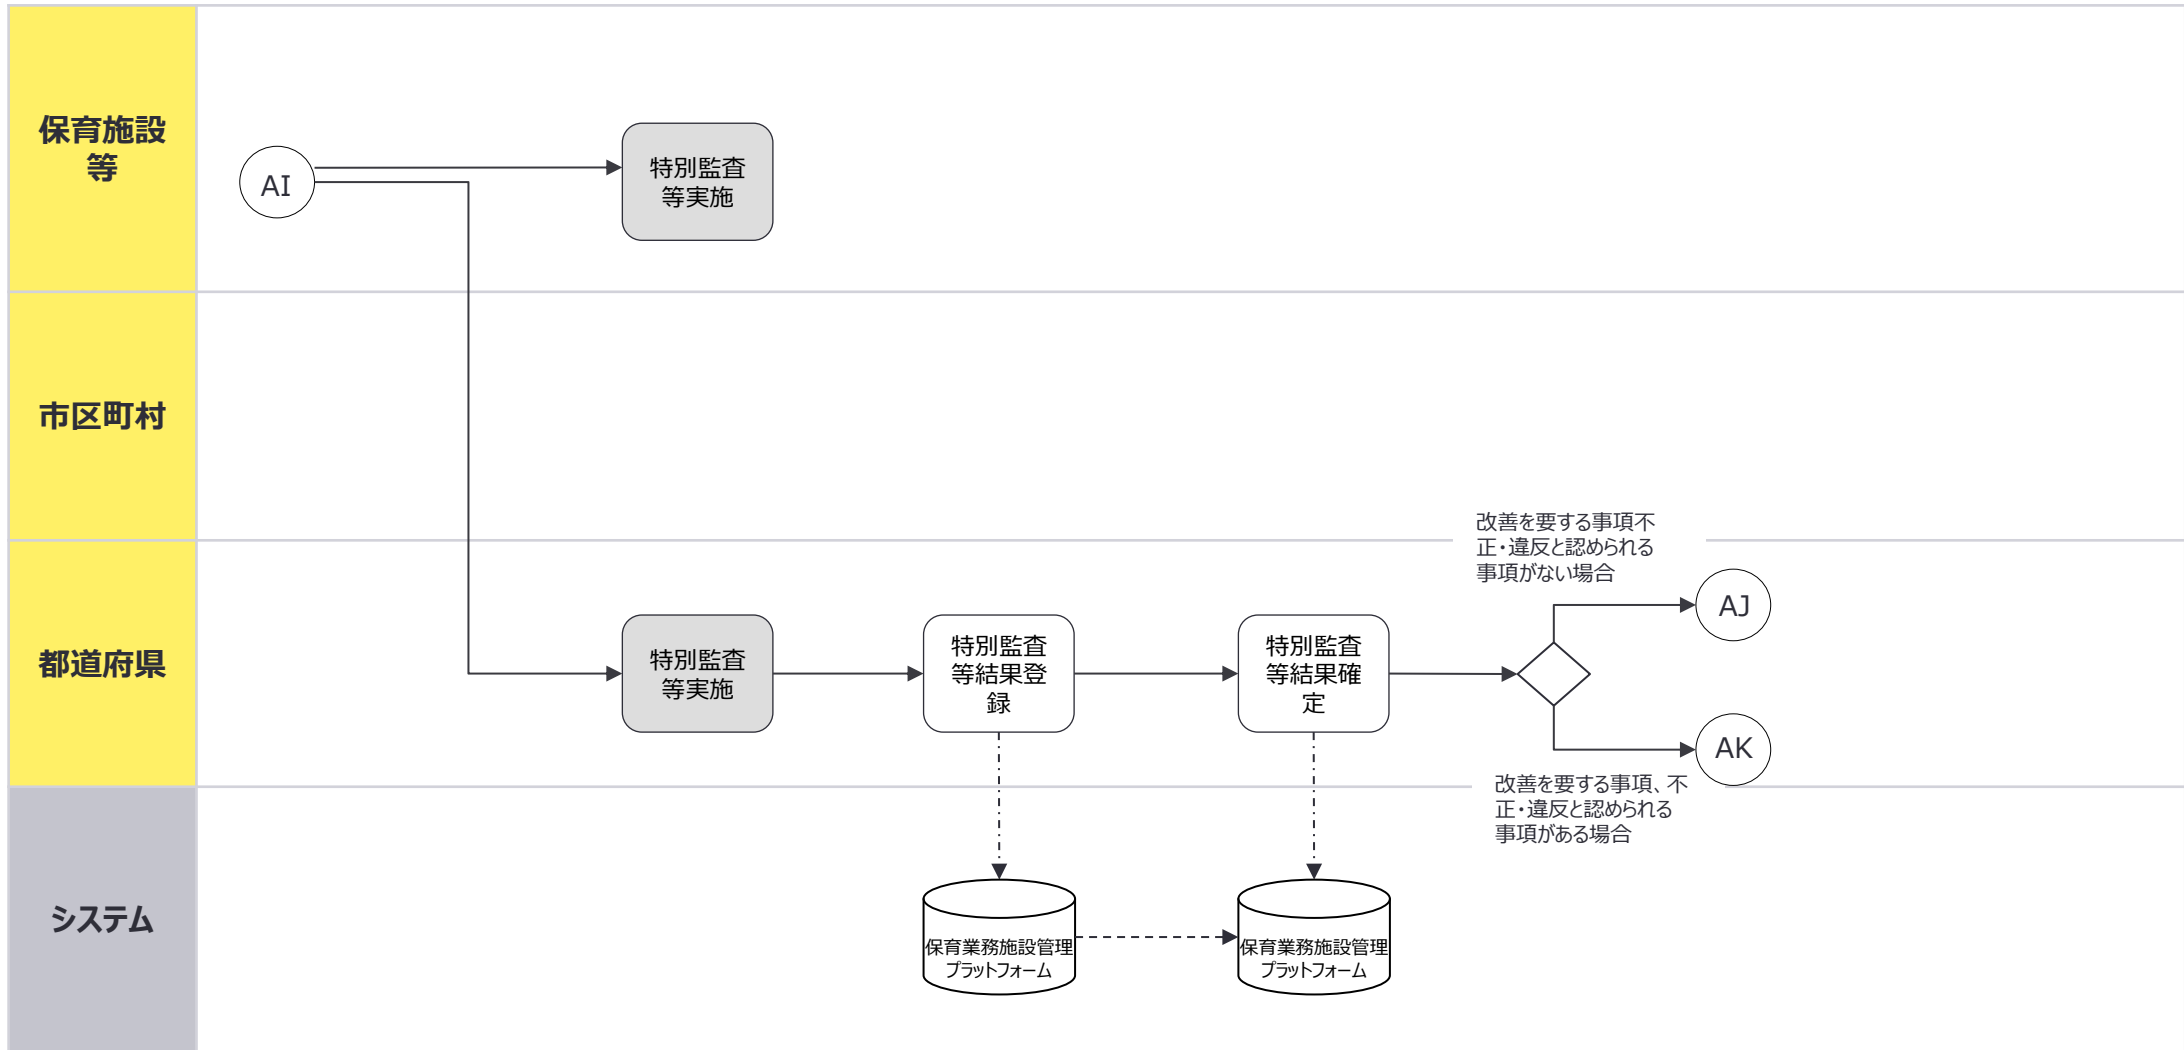 保育施設
等
AI
特別監査
等実施
市区町村
改善を要する事項不
正・違反と認められる
事項がない場合
都道府県
特別監査
等実施
特別監査
等結果登
録
特別監査
等結果確
定
AJ
AK
改善を要する事項、不
正・違反と認められる
事項がある場合
システム
保育業務施設管理
プラットフォーム
保育業務施設管理
プラットフォーム